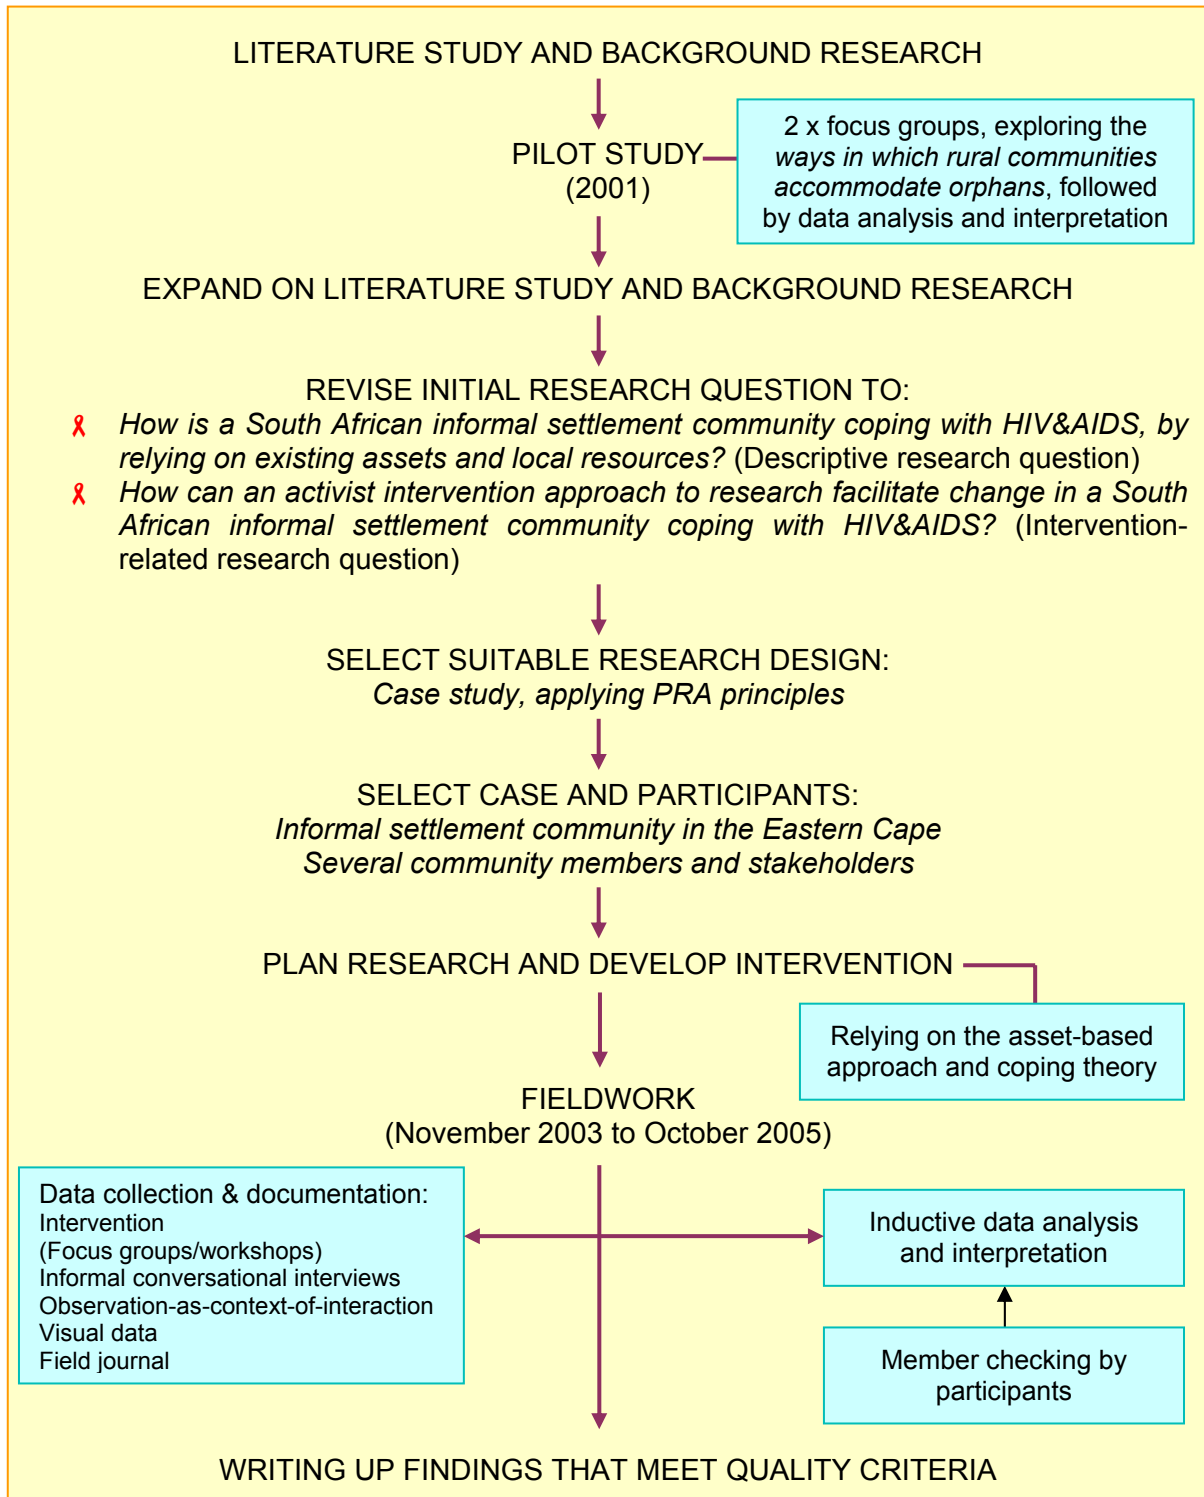 LITERATURE STUDY AND BACKGROUND RESEARCH
PILOT STUDY
(2001)
2 x focus groups, exploring the
ways in which rural communities
accommodate orphans, followed
by data analysis and interpretation
EXPAND ON LITERATURE STUDY AND BACKGROUND RESEARCH
REVISE INITIAL RESEARCH QUESTION TO:
How is a South African informal settlement community coping with HIV&AIDS, by
relying on existing assets and local resources? (Descriptive research question)
How can an activist intervention approach to research facilitate change in a South
African informal settlement community coping with HIV&AIDS? (Intervention-
related research question)
SELECT SUITABLE RESEARCH DESIGN:
Case study, applying PRA principles
SELECT CASE AND PARTICIPANTS:
Informal settlement community in the Eastern Cape
Several community members and stakeholders
PLAN RESEARCH AND DEVELOP INTERVENTION
Relying on the asset-based
approach and coping theory
FIELDWORK
(November 2003 to October 2005)
Data collection & documentation:
Intervention
(Focus groups/workshops)
Informal conversational interviews
Observation-as-context-of-interaction
Visual data
Field journal
Inductive data analysis
and interpretation
Member checking by
participants
WRITING UP FINDINGS THAT MEET QUALITY CRITERIA